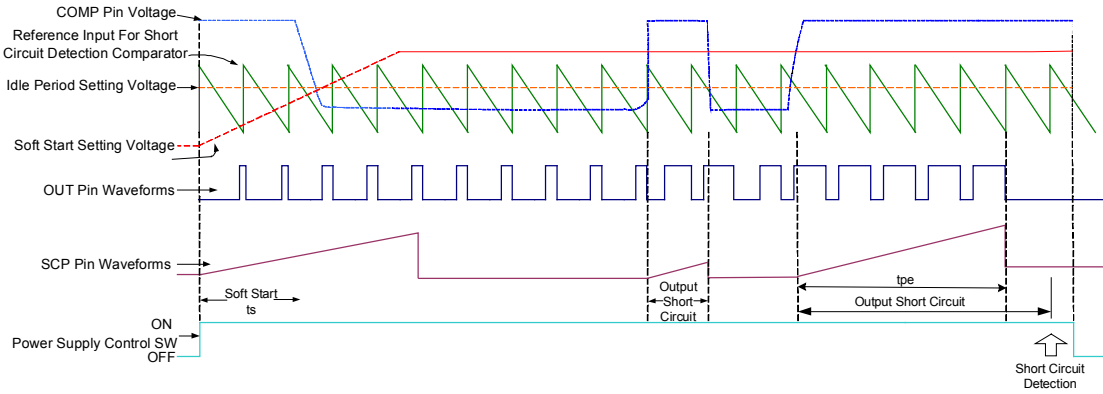 COMP Pin Voltage
Reference Input For Short
Circuit Detection Comparator
Idle Period Setting Voltage
Soft Start Setting Voltage
OUT Pin Waveforms
SCP Pin Waveforms
Soft Start
ts
Output
Short
Circuit
tpe
Output Short Circuit
ON
Power Supply Control SW
OFF
Short Circuit
Detection